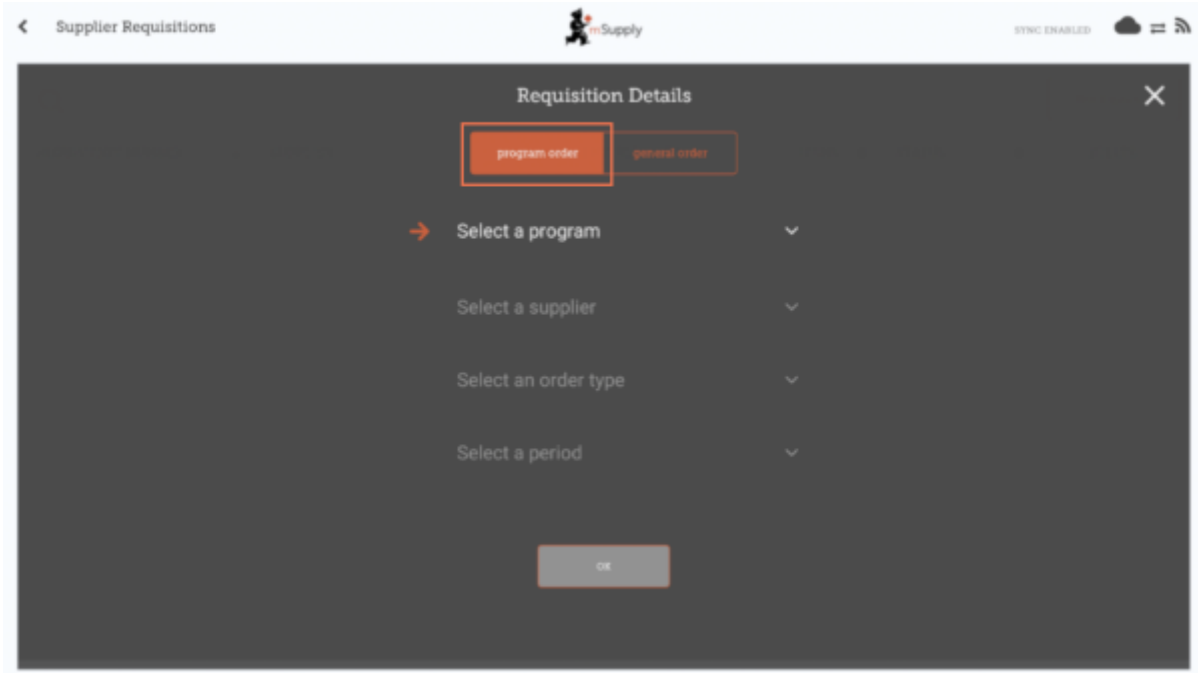 Supplier Requisitions
mSupply
SYNC ENABLED
Requisition Details
program order
general order
Select a program
Select a supplier
Select an order type
Select a period
OK